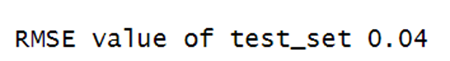 RMSE value of test_set 0.04